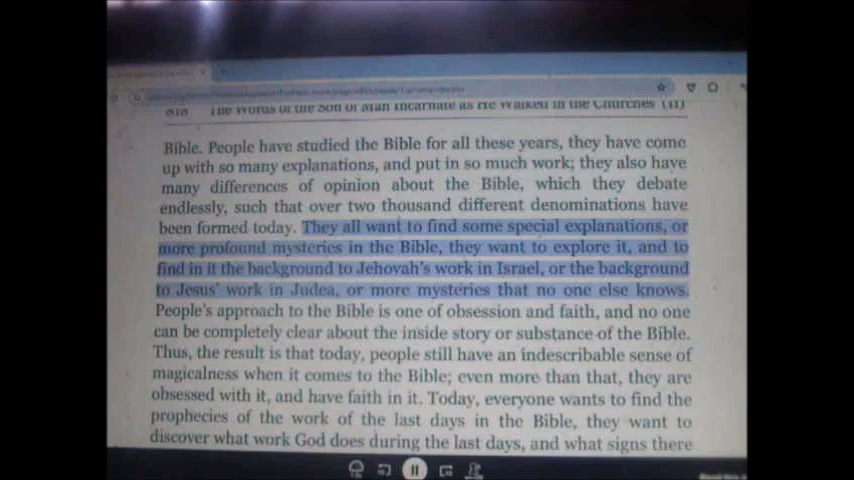 818 The Words of the Son of Man Incarnate as He Walked in the Churches (II)
Bible. People have studied the Bible for all these years, they have come
up with so many explanations, and put in so much work; they also have
many differences of opinion about the Bible, which they debate
endlessly, such that over two thousand different denominations have
been formed today. They all want to find some special explanations, or
more profound mysteries in the Bible, they want to explore it, and to
find in it the background to Jehovah's work in Israel, or the background
to Jesus' work in Judea, or more mysteries that no one else knows.
People's approach to the Bible is one of obsession and faith, and no one
can be completely clear about the inside story or substance of the Bible.
Thus, the result is that today, people still have an indescribable sense of
magicalness when it comes to the Bible; even more than that, they are
obsessed with it, and have faith in it. Today, everyone wants to find the
prophecies of the work of the last days in the Bible, they want to
discover what work God does during the last days, and what signs there